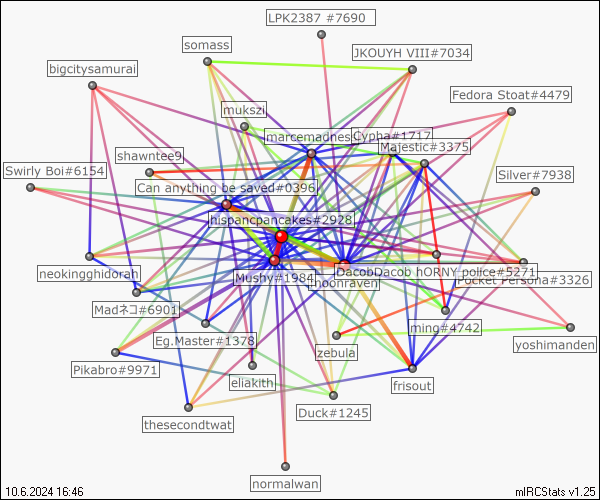 LPK2387 #7690
somass
JKOUYH VIII#7034
bigcitysamurai
Fedora Stoat#4479
mukszi
marcemadnes
Cypha#1717
Majestic#3375
shawntee9
Swirly Boi#6154
Can anything be saved#0396
Silver#7938
hispancpancakes#2928
neokingghidorah
Mushy#1984
DacobDacob hORNY police#5271
Pocket Persona#3326
hoonraven
Madネコ#6901
Eg.Master#1378
ming#4742
zebula
yoshimanden
Pikabro#9971
eliakith
frisout
Duck#1245
thesecondtwat
normalwan
10.6.2024 16:46
mIRCStats v1.25